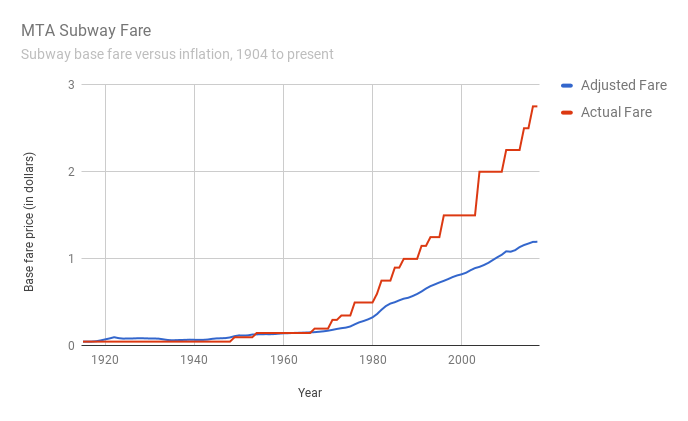 MTA Subway Fare
Subway base fare versus inflation, 1904 to present
Adjusted Fare
Actual Fare
Base fare price (in dollars)
3
2
1
0
1920 1940 1960 1980 2000
Year